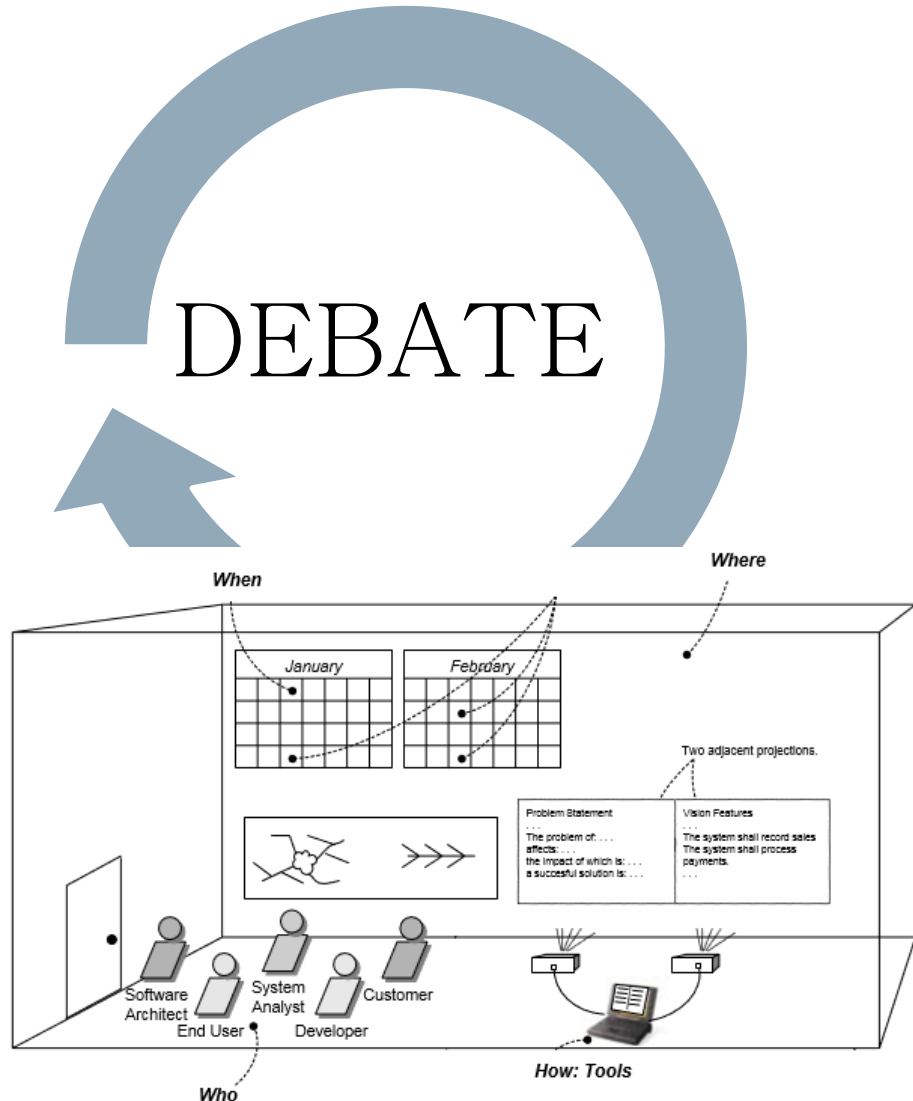 DEBATE
When
Where
January
February
Two adjacent projections.
Problem Statement
. . .
The problem of: . . .
affects: . . .
the impact of which is: . . .
a succesful solution is: . . .
Vision Features
. . .
The system shall record sales
The system shall process
payments.
. . .
Software
Architect
End User
System
Analyst
Developer
Customer
How: Tools
Who